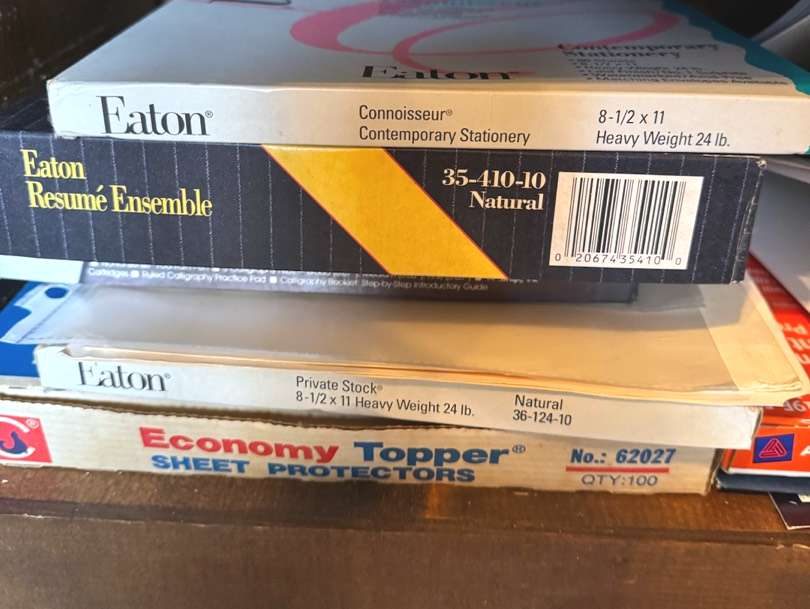 Contemporary
Stationery
Eaton
Eaton®
Connoisseur®
Contemporary Stationery
8-1/2 x 11
Heavy Weight 24 lb.
Eaton
Resumé Ensemble
35-410-10
Natural
0 20674 35410 0
Cartridges ■ Ruled Calligraphy Practice Pad ■ Calligraphy Booklet: Step-by-Step Introductory Guide
Eaton®
Private Stock®
8-1/2 x 11 Heavy Weight 24 lb.
Natural
36-124-10
Economy Topper®
SHEET PROTECTORS
No.: 62027
QTY:100